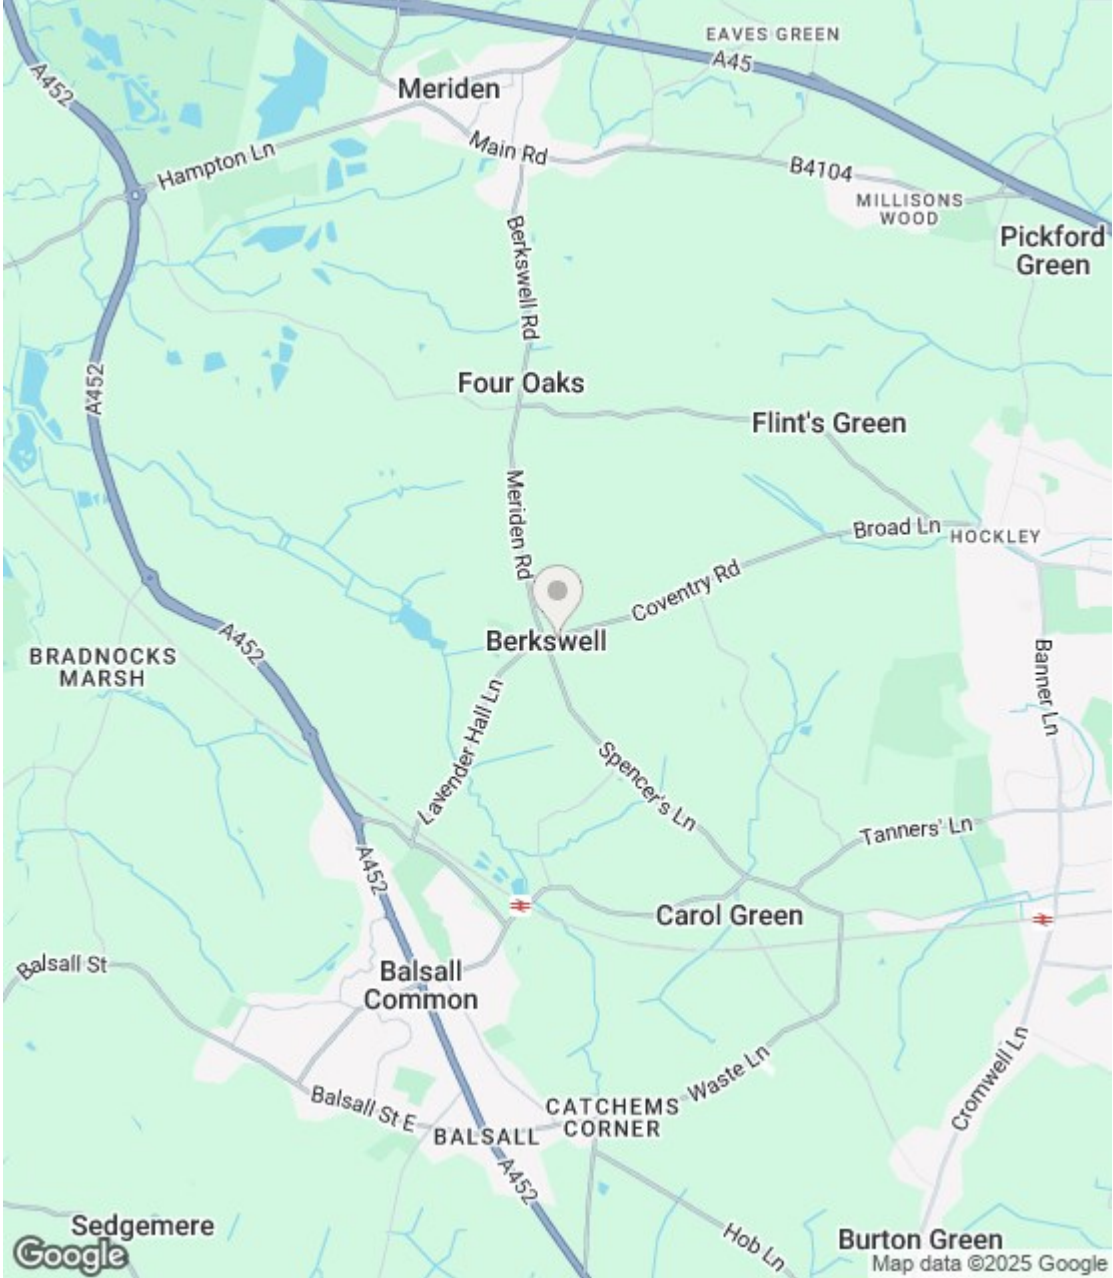 EAVES GREEN
A45
A452
Meriden
Main Rd
Hampton Ln
B4104
MILLISONS
WOOD
Pickford
Green
Berkswell Rd
A452
Four Oaks
Flint's Green
Meriden Rd
Broad Ln
HOCKLEY
Coventry Rd
Berkswell
A452
BRADNOCKS
MARSH
Banner Ln
Lavender Hall Ln
Spencer's Ln
Tanners' Ln
A452
Carol Green
Balsall St
Balsall
Common
Waste Ln
Cromwell Ln
Balsall St E
CATCHEMS
CORNER
BALSALL
A452
Sedgemere
Hob Ln
Burton Green
Google
Map data ©2025 Google